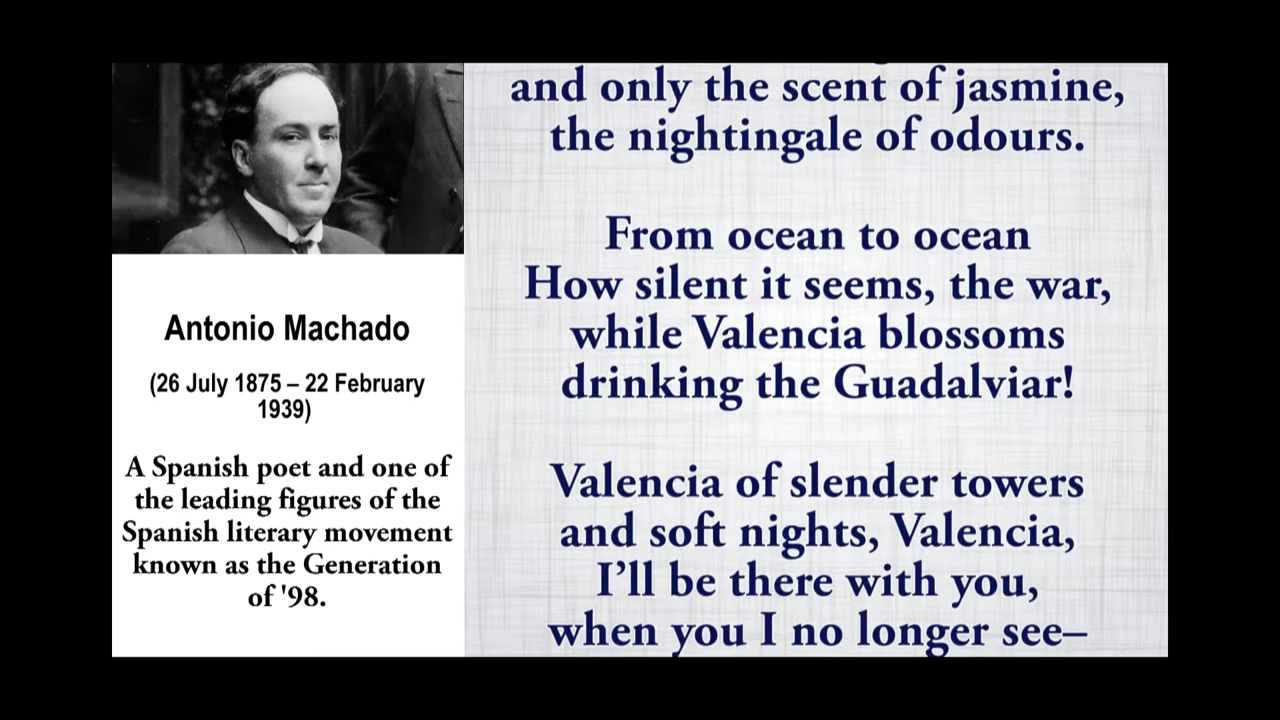 Antonio Machado
(26 July 1875 – 22 February
1939)
A Spanish poet and one of
the leading figures of the
Spanish literary movement
known as the Generation
of '98.
and only the scent of jasmine,
the nightingale of odours.
From ocean to ocean
How silent it seems, the war,
while Valencia blossoms
drinking the Guadalviar!
Valencia of slender towers
and soft nights, Valencia,
I’ll be there with you,
when you I no longer see–